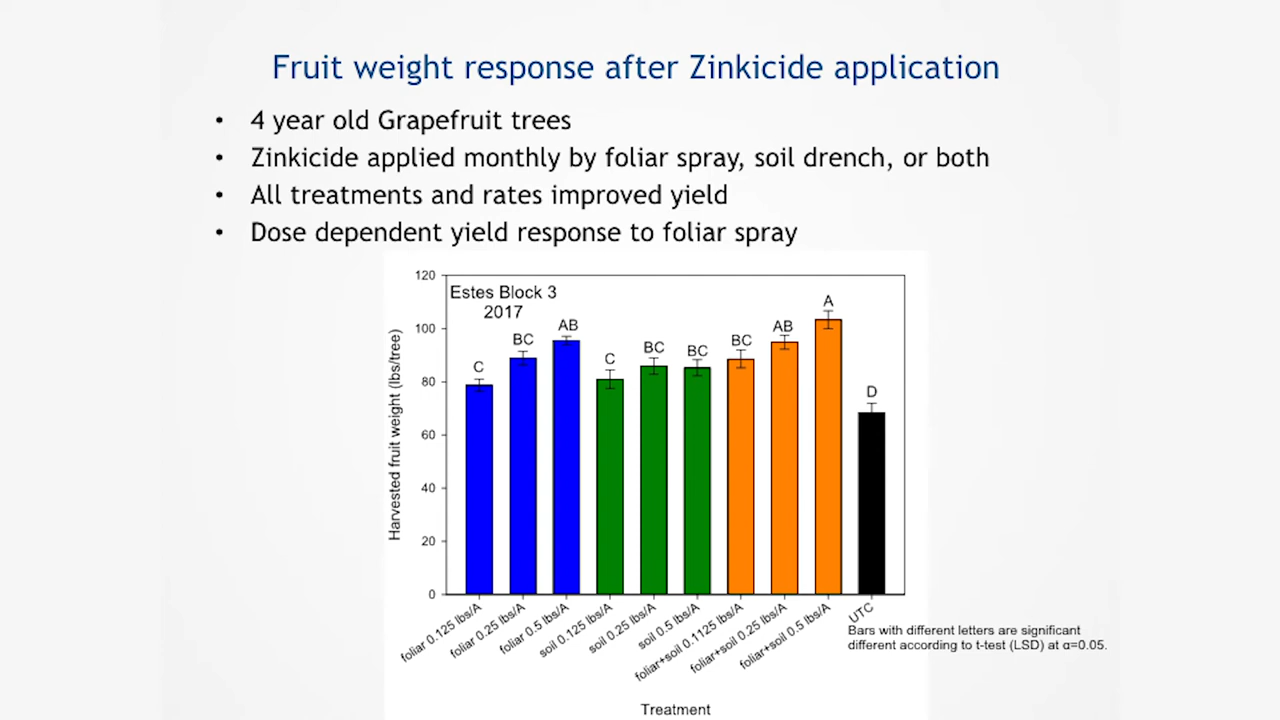 Fruit weight response after Zinkicide application
• 4 year old Grapefruit trees
• Zinkicide applied monthly by foliar spray, soil drench, or both
• All treatments and rates improved yield
• Dose dependent yield response to foliar spray
Estes Block 3
2017
Harvested fruit weight (lbs/tree)
120
100
80
60
40
20
0
C
BC
AB
C
BC
BC
BC
AB
A
D
foliar 0.125 lbs/A
foliar 0.25 lbs/A
foliar 0.5 lbs/A
soil 0.125 lbs/A
soil 0.25 lbs/A
soil 0.5 lbs/A
foliar+soil 0.1125 lbs/A
foliar+soil 0.25 lbs/A
foliar+soil 0.5 lbs/A
UTC
Bars with different letters are significant
different according to t-test (LSD) at α=0.05.
Treatment